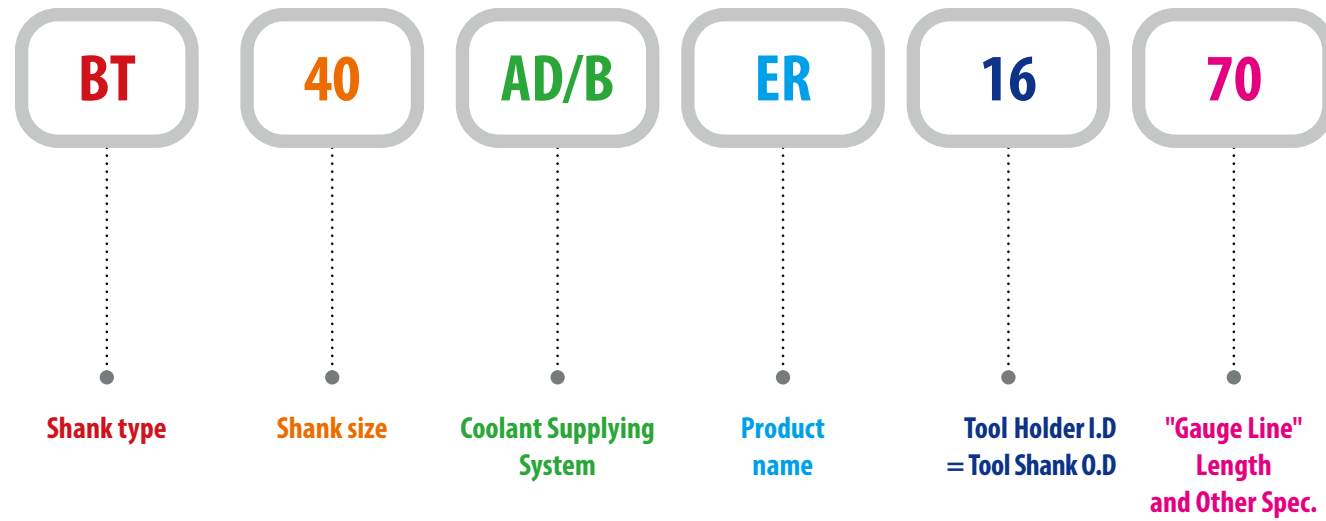 BT
40
AD/B
ER
16
70
Shank type
Shank size
Coolant Supplying
System
Product
name
Tool Holder I.D
= Tool Shank O.D
"Gauge Line"
Length
and Other Spec.